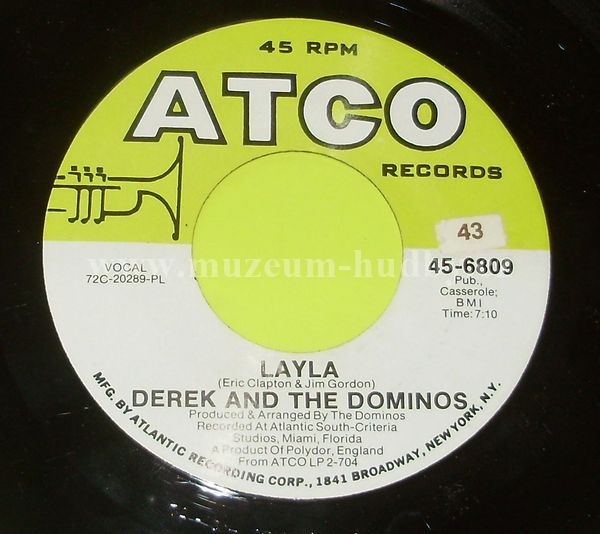 45 RPM
ATCO
RECORDS
43
VOCAL
72C-20289-PL
www.muzeum-hudb
45-6809
Pub.,
Casserole;
BMI
Time: 7:10
LAYLA
(Eric Clapton & Jim Gordon)
DEREK AND THE DOMINOS
Produced & Arranged By The Dominos
Recorded At Atlantic South-Criteria
Studios, Miami, Florida
A Product Of Polydor, England
From ATCO LP 2-704
MFG. BY ATLANTIC RECORDING CORP., 1841 BROADWAY, NEW YORK, N.Y.